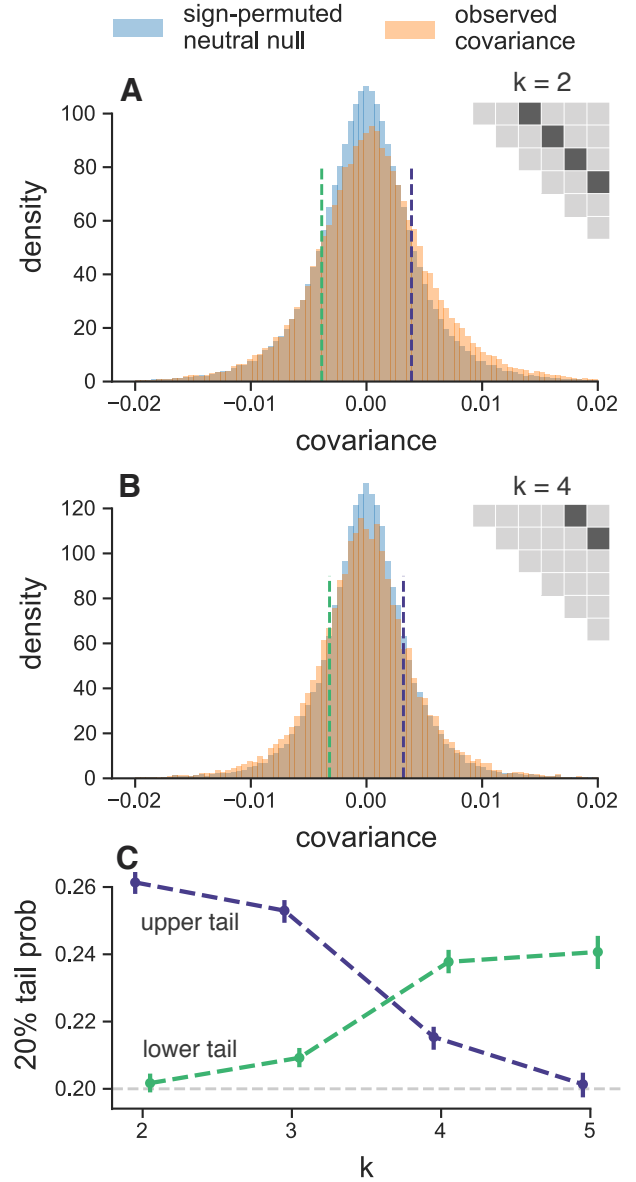 sign-permuted
neutral null
observed
covariance
A
k = 2
100
80
60
40
20
0
density
−0.02
−0.01
0.00
0.01
0.02
covariance
B
k = 4
120
100
80
60
40
20
0
density
−0.02
−0.01
0.00
0.01
0.02
covariance
C
0.26
0.24
0.22
0.20
20% tail prob
upper tail
lower tail
2
3
4
5
k